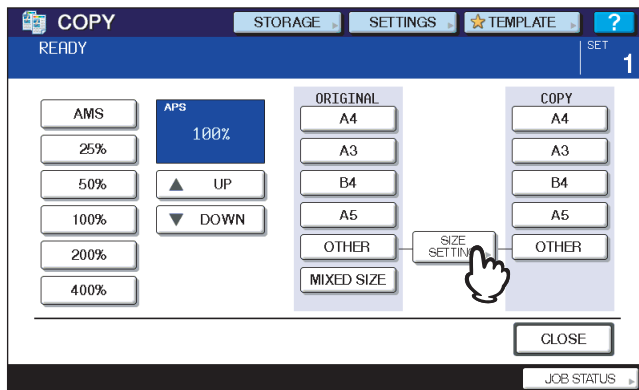 COPY
STORAGE
SETTINGS
TEMPLATE
?
READY
SET
1
AMS
25%
50%
100%
200%
400%
APS
100%
UP
DOWN
ORIGINAL
A4
A3
B4
A5
OTHER
MIXED SIZE
SIZE
SETTING
COPY
A4
A3
B4
A5
OTHER
CLOSE
JOB STATUS